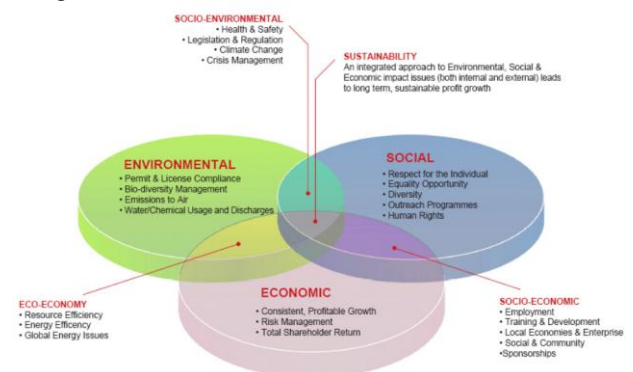 SOCIO-ENVIRONMENTAL
• Health & Safety
• Legislation & Regulation
• Climate Change
• Crisis Management
SUSTAINABILITY
An integrated approach to Environmental, Social &
Economic impact issues (both internal and external) leads
to long term, sustainable profit growth
ENVIRONMENTAL
• Permit & License Compliance
• Bio-diversity Management
• Emissions to Air
• Water/Chemical Usage and Discharges
SOCIAL
• Respect for the Individual
• Equality Opportunity
• Diversity
• Outreach Programmes
• Human Rights
ECONOMIC
• Consistent, Profitable Growth
• Risk Management
• Total Shareholder Return
ECO-ECONOMY
• Resource Efficiency
• Energy Efficency
• Global Energy Issues
SOCIO-ECONOMIC
• Employment
• Training & Development
• Local Economies & Enterprise
• Social & Community
•Sponsorships